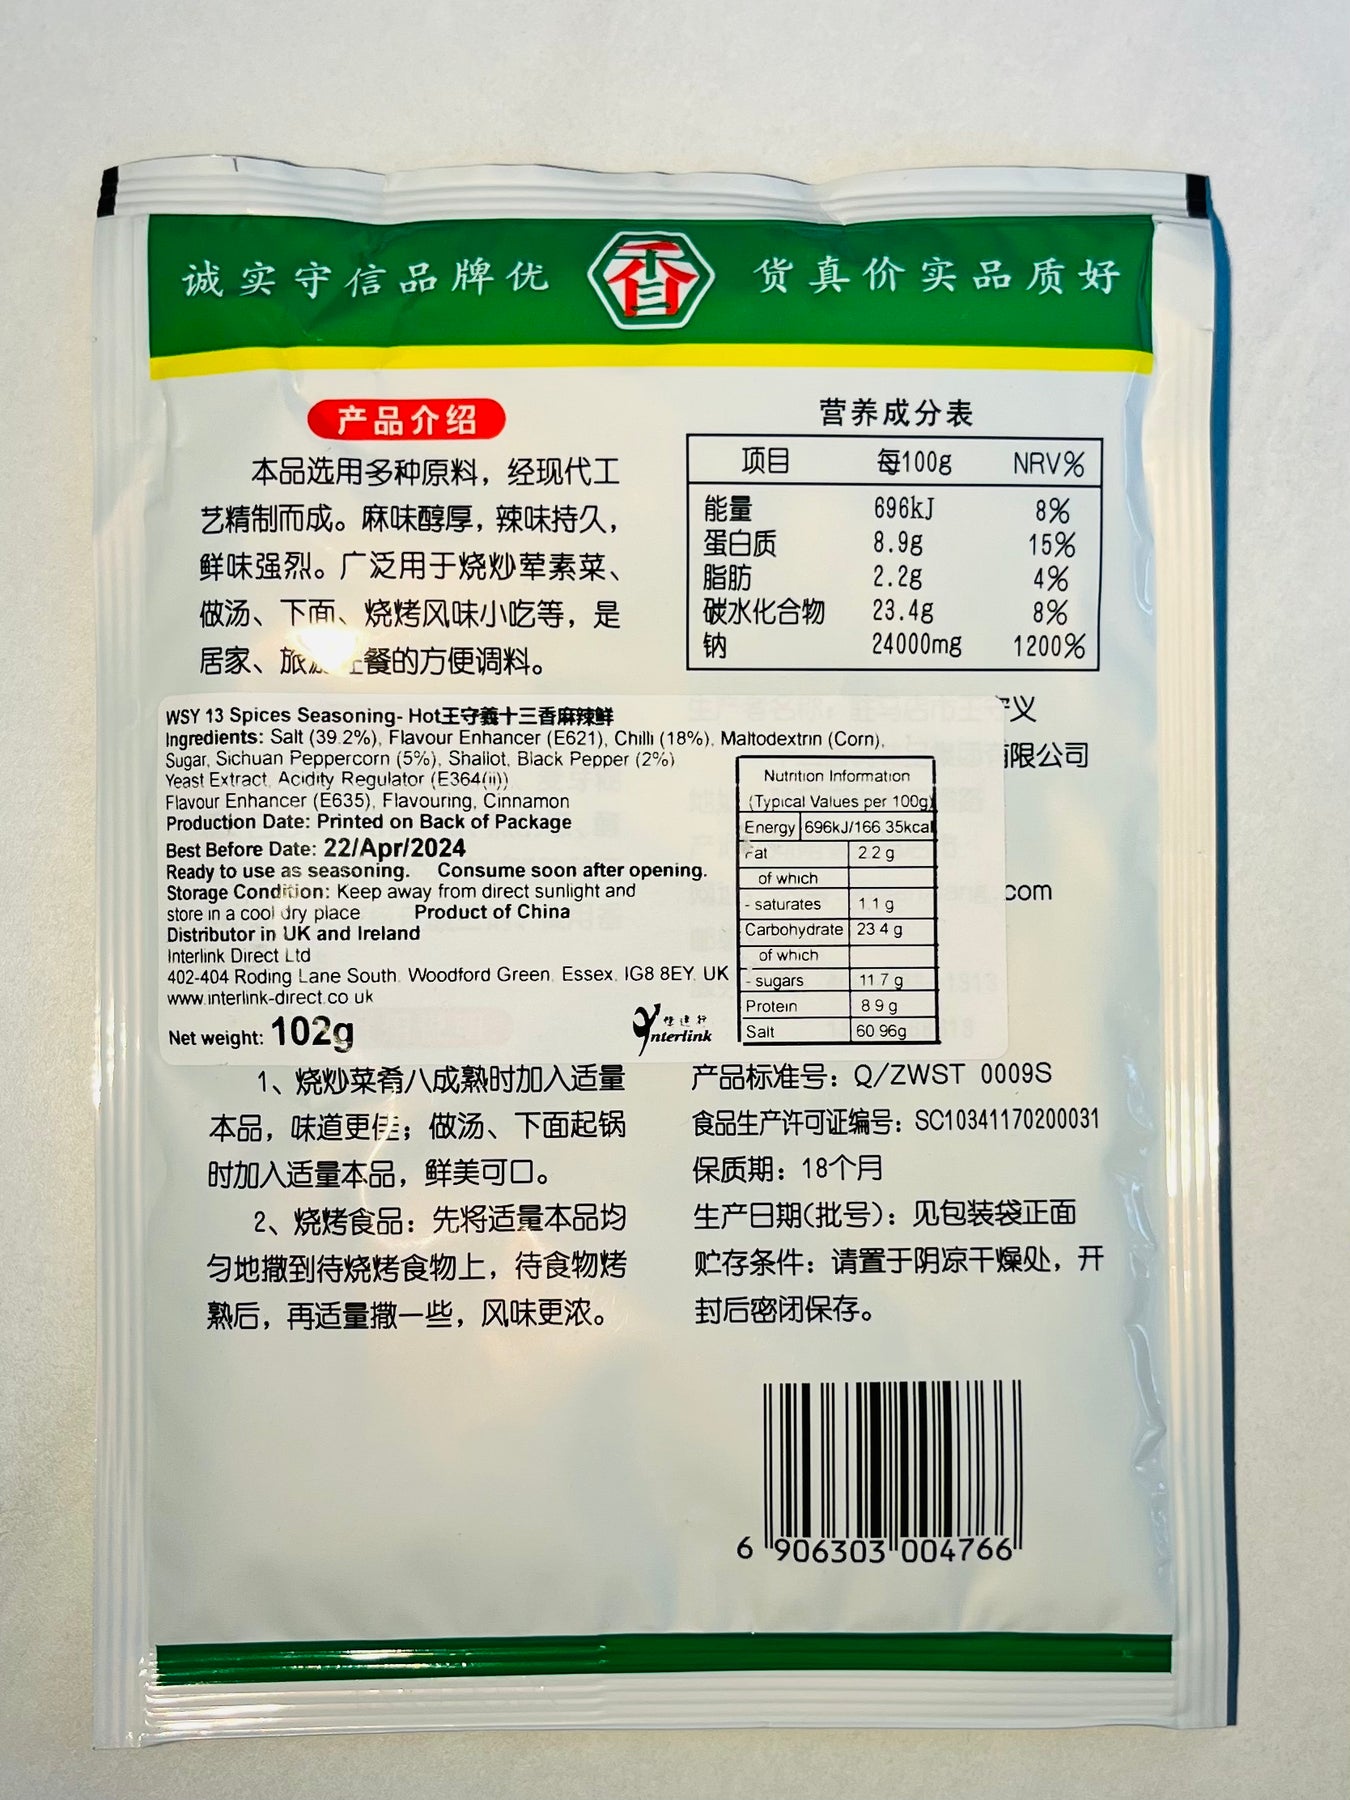 诚实守信品牌优
香
货真价实品质好
产品介绍
本品选用多种原料，经现代工
艺精制而成。麻味醇厚，辣味持久，
鲜味强烈。广泛用于烧炒荤素菜、
做汤、下面、烧烤风味小吃等，是
居家、旅 餐的方便调料。
营养成分表
项目 每100g NRV%
能量 696kJ 8%
蛋白质 8.9g 15%
脂肪 2.2g 4%
碳水化合物 23.4g 8%
钠 24000mg 1200%
义
限公司
.com
WSY 13 Spices Seasoning- Hot王守義十三香麻辣鲜
Ingredients: Salt (39.2%), Flavour Enhancer (E621), Chilli (18%), Maltodextrin (Corn),
Sugar, Sichuan Peppercorn (5%), Shallot, Black Pepper (2%)
Yeast Extract, Acidity Regulator (E364(ii))
Flavour Enhancer (E635), Flavouring, Cinnamon
Production Date: Printed on Back of Package
Best Before Date: 22/Apr/2024
Ready to use as seasoning. Consume soon after opening.
Storage Condition: Keep away from direct sunlight and
store in a cool dry place Product of China
Distributor in UK and Ireland
Interlink Direct Ltd
402-404 Roding Lane South, Woodford Green, Essex, IG8 8EY, UK
www.interlink-direct.co.uk
Net weight: 102g
Interlink
Nutrition Information
(Typical Values per 100g)
Energy 696kJ/166.35kcal
Fat 2.2 g
of which
- saturates 1.1 g
Carbohydrate 23.4 g
of which
- sugars 11.7 g
Protein 8.9 g
Salt 60.96g
1、烧炒菜肴八成熟时加入适量
本品，味道更佳；做汤、下面起锅
时加入适量本品，鲜美可口。
2、烧烤食品：先将适量本品均
匀地撒到待烧烤食物上，待食物烤
熟后，再适量撒一些，风味更浓。
产品标准号：Q/ZWST 0009S
食品生产许可证编号：SC10341170200031
保质期：18个月
生产日期(批号)：见包装袋正面
贮存条件：请置于阴凉干燥处，开
封后密闭保存。
6 906303 004766